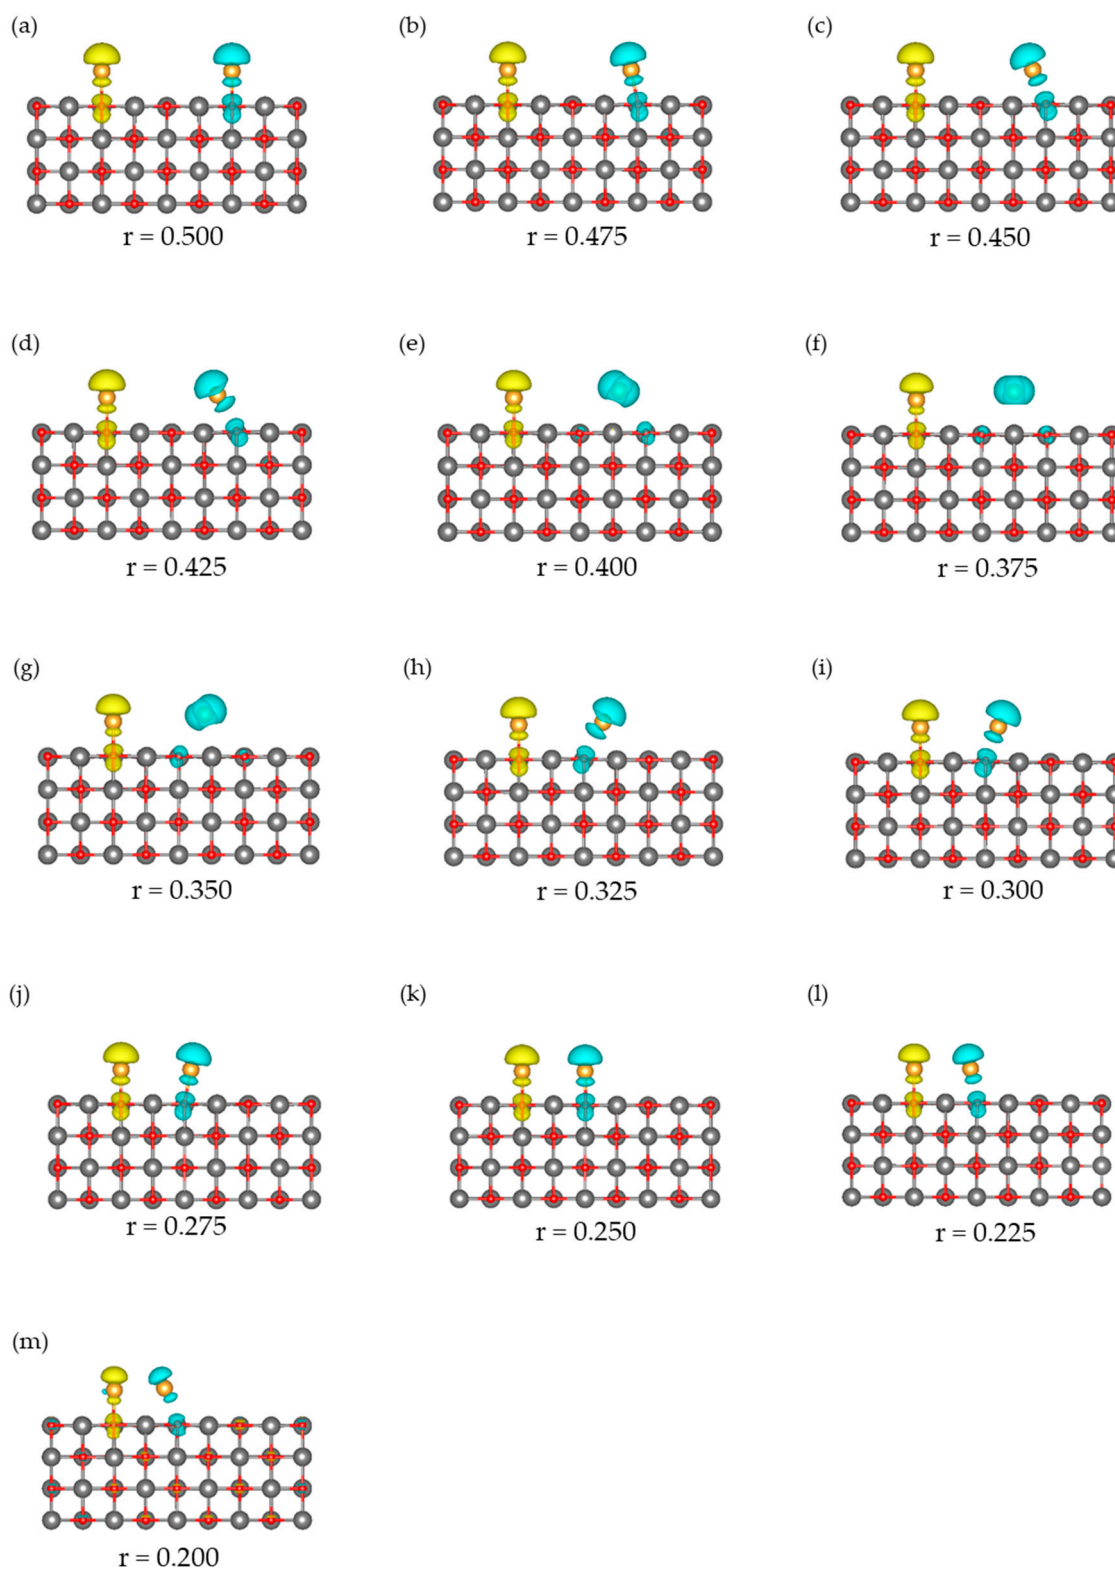 (a)
(b)
(c)
r = 0.500
r = 0.475
r = 0.450
(d)
(e)
(f)
r = 0.425
r = 0.400
r = 0.375
(g)
(h)
(i)
r = 0.350
r = 0.325
r = 0.300
(j)
(k)
(l)
r = 0.275
r = 0.250
r = 0.225
(m)
r = 0.200